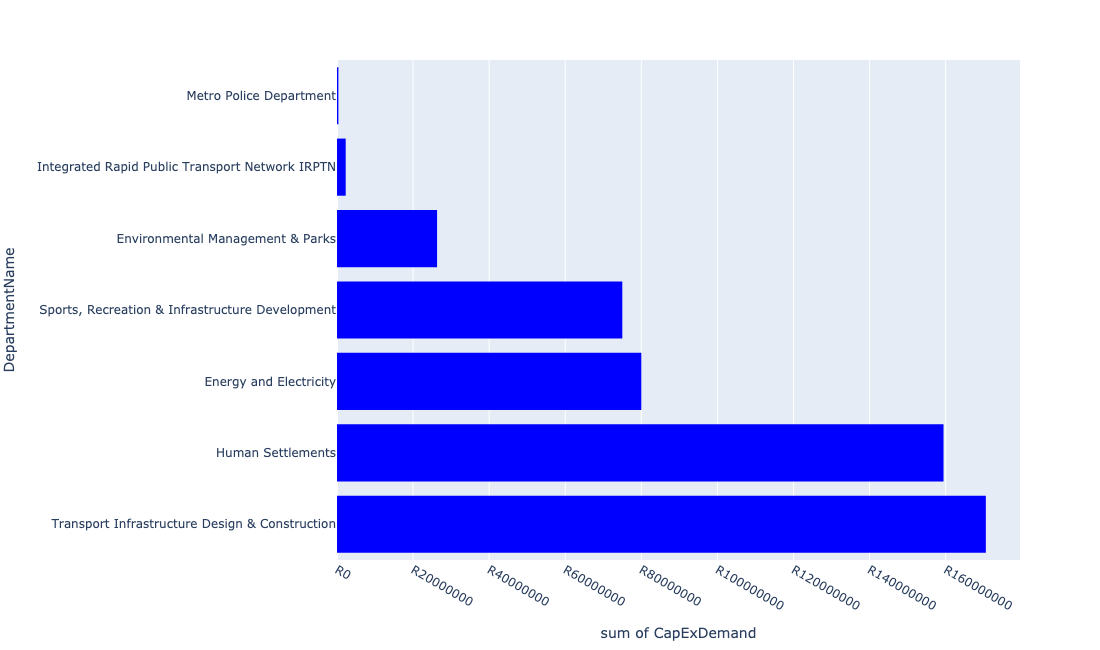 Metro Police Department
Integrated Rapid Public Transport Network IRPTN
Environmental Management & Parks
Sports, Recreation & Infrastructure Development
Energy and Electricity
Human Settlements
Transport Infrastructure Design & Construction
DepartmentName
R0
R20000000
R40000000
R60000000
R80000000
R100000000
R120000000
R140000000
R160000000
sum of CapExDemand